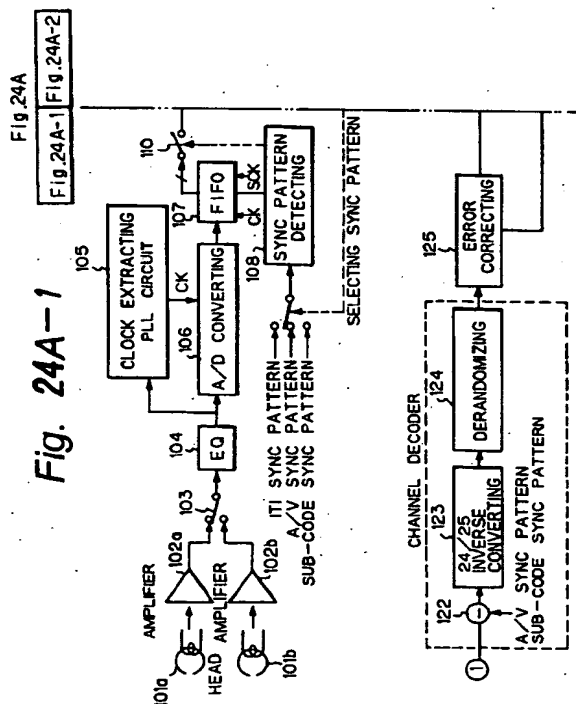 Fig. 24A-1
Fig. 24A
Fig. 24A-1
Fig. 24A-2
101a
HEAD
101b
AMPLIFIER
102a
AMPLIFIER
102b
103
104
EQ
105
CLOCK EXTRACTING
PLL CIRCUIT
CK
106
A/D CONVERTING
107
FIFO
CK
SCK
108
SYNC PATTERN
DETECTING
110
ITI SYNC PATTERN
A/V SYNC PATTERN
SUB-CODE SYNC PATTERN
SELECTING SYNC PATTERN
CHANNEL DECODER
1
122
A/V SYNC PATTERN
SUB-CODE SYNC PATTERN
123
24/25
INVERSE
CONVERTING
124
DERANDOMIZING
125
ERROR
CORRECTING